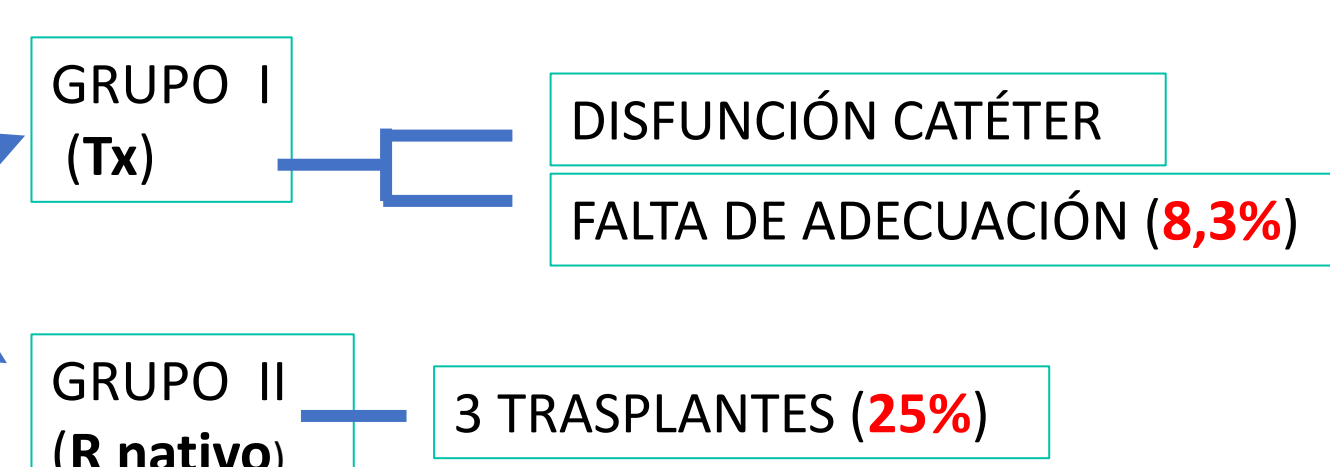 GRUPO I
(Tx)
DISFUNCIÓN CATÉTER
FALTA DE ADECUACIÓN (8,3%)
GRUPO II
(R nativo)
3 TRASPLANTES (25%)